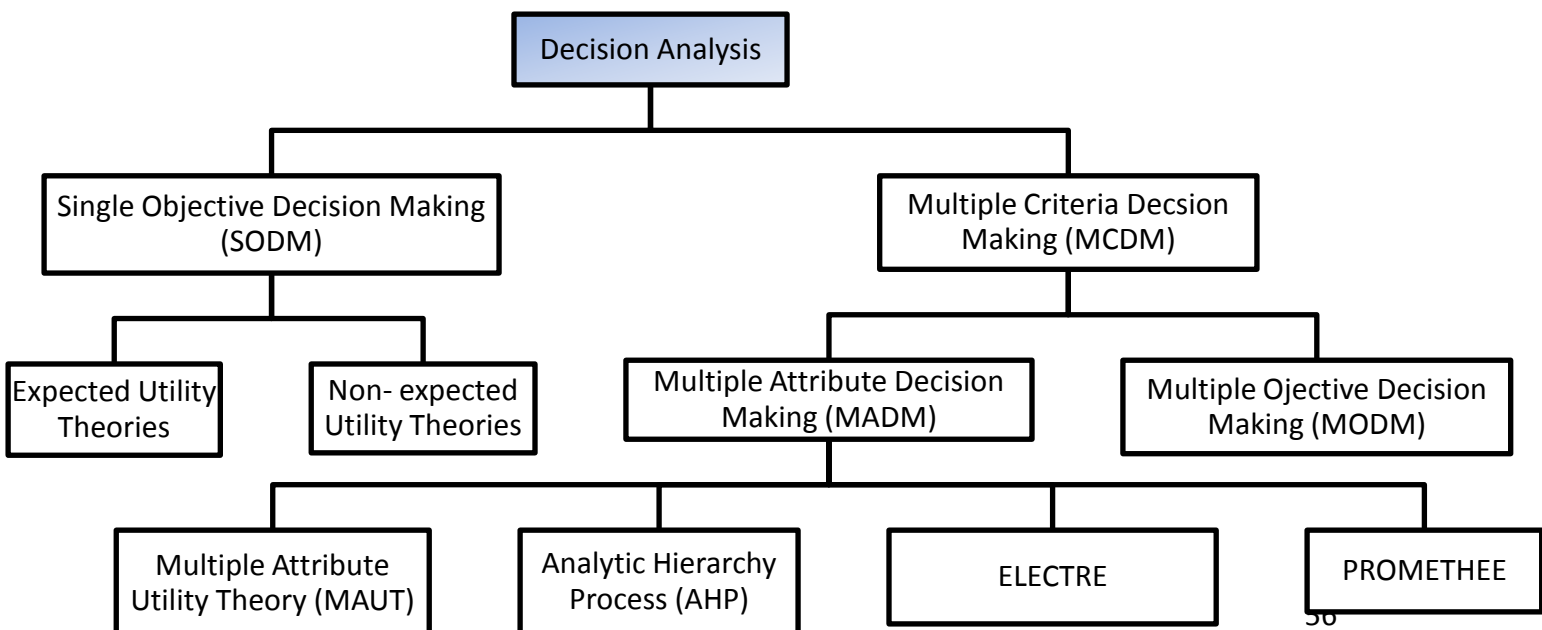 Decision Analysis
Single Objective Decision Making
(SODM)
Multiple Criteria Decsion
Making (MCDM)
Expected Utility
Theories
Non- expected
Utility Theories
Multiple Attribute Decision
Making (MADM)
Multiple Ojective Decision
Making (MODM)
Multiple Attribute
Utility Theory (MAUT)
Analytic Hierarchy
Process (AHP)
ELECTRE
PROMETHEE